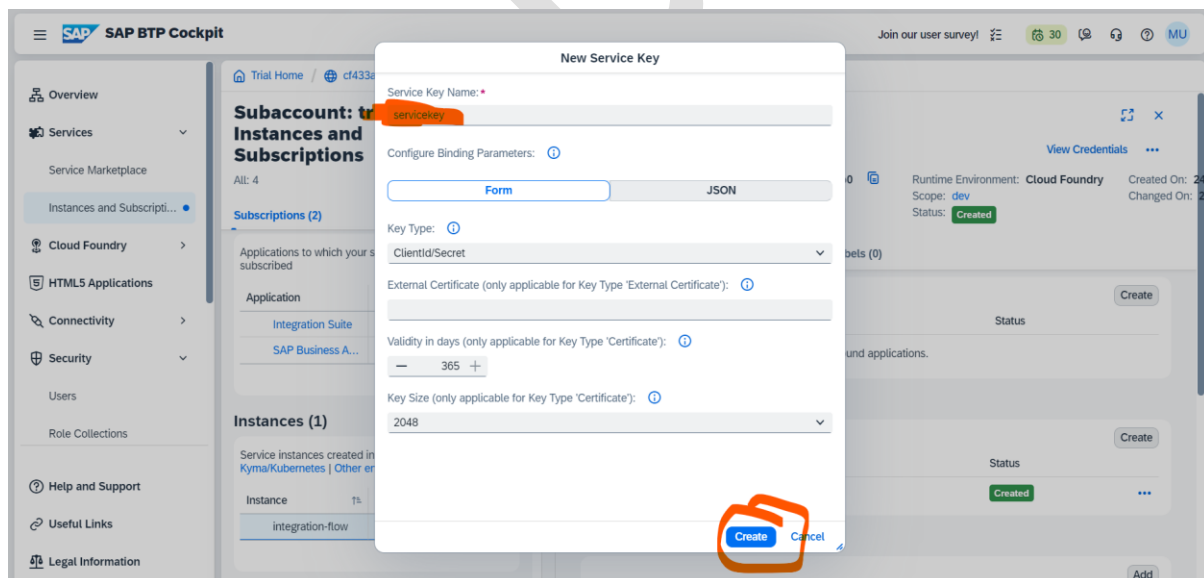 SAP SAP BTP Cockpit
Join our user survey!
30
MU
Overview
Services
Service Marketplace
Instances and Subscripti...
Cloud Foundry
HTML5 Applications
Connectivity
Security
Users
Role Collections
Help and Support
Useful Links
Legal Information
Trial Home / cf433a
Subaccount: tr
Instances and
Subscriptions
All: 4
Subscriptions (2)
Applications to which your s
subscribed
Application
Integration Suite
SAP Business A...
Instances (1)
Service instances created in
Kyma/Kubernetes | Other en
Instance
integration-flow
New Service Key
Service Key Name:*
servicekey
Configure Binding Parameters:
Form JSON
Key Type:
ClientId/Secret
External Certificate (only applicable for Key Type 'External Certificate'):
Validity in days (only applicable for Key Type 'Certificate'):
— 365 +
Key Size (only applicable for Key Type 'Certificate'):
2048
Create Cancel
View Credentials
0
Runtime Environment: Cloud Foundry
Scope: dev
Status: Created
Created On: 24
Changed On: 2
bels (0)
Create
Status
und applications.
Create
Status
Created
Add